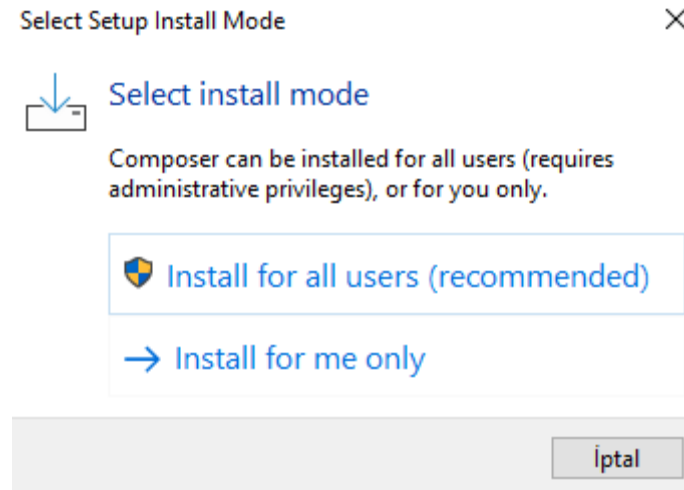 Select Setup Install Mode
Select install mode
Composer can be installed for all users (requires
administrative privileges), or for you only.
Install for all users (recommended)
Install for me only
İptal